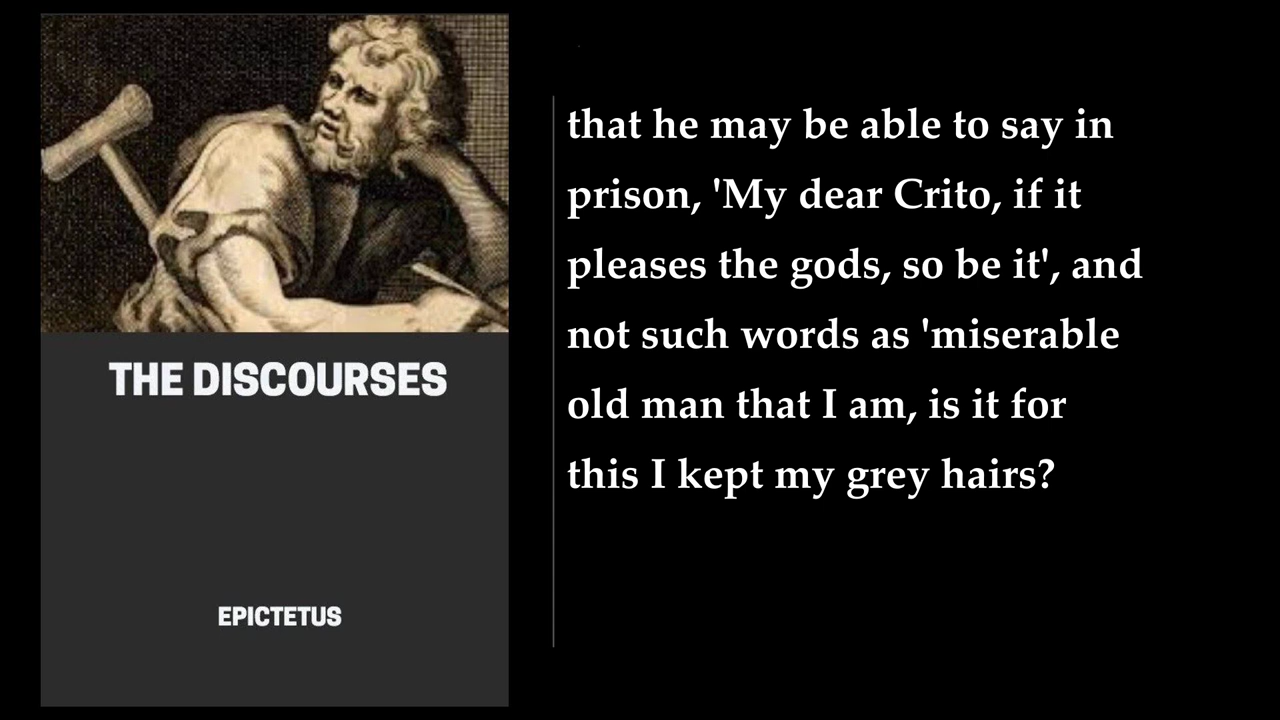 THE DISCOURSES
EPICTETUS
that he may be able to say in
prison, 'My dear Crito, if it
pleases the gods, so be it', and
not such words as 'miserable
old man that I am, is it for
this I kept my grey hairs?